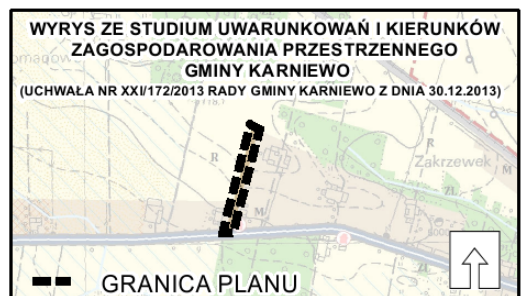 WYRYS ZE STUDIUM UWARUNKOWAŃ I KIERUNKÓW
ZAGOSPODAROWANIA PRZESTRZENNEGO
GMINY KARNIEWO
(UCHWAŁA NR XXI/172/2013 RADY GMINY KARNIEWO Z DNIA 30.12.2013)
R
R
Zakrzewek
M
GRANICA PLANU